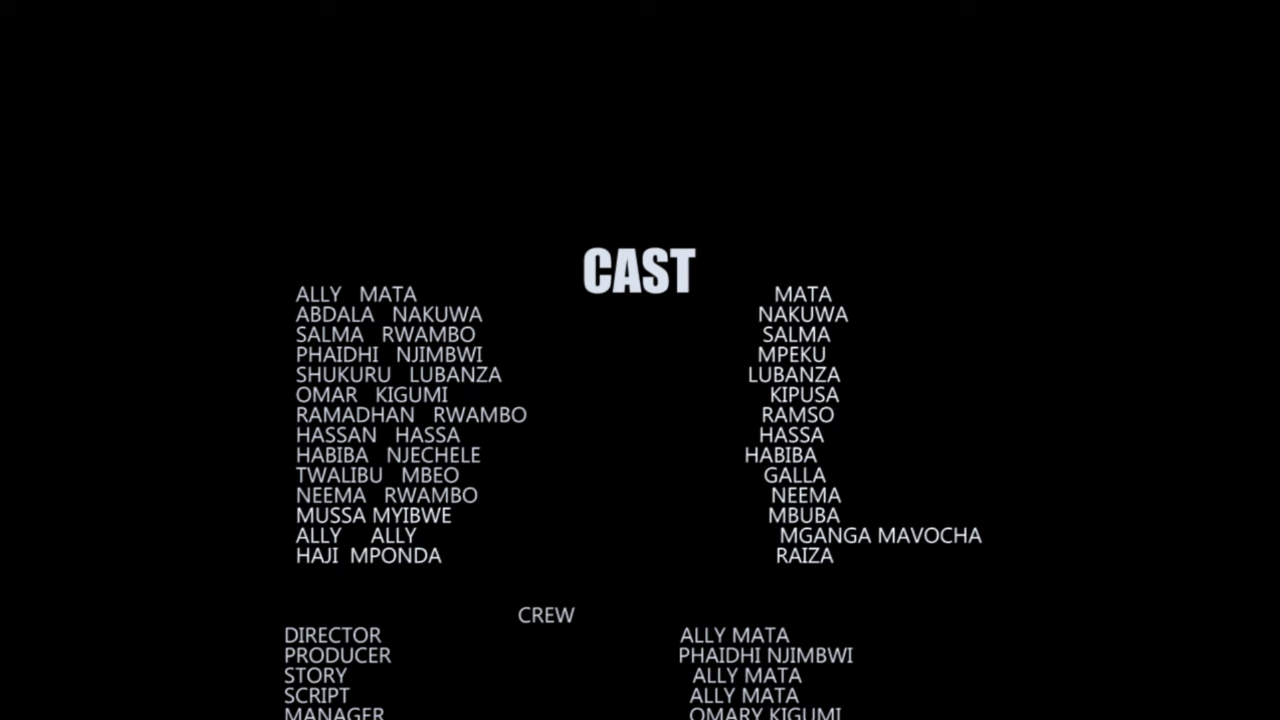 CAST
ALLY MATA MATA
ABDALA NAKUWA NAKUWA
SALMA RWAMBO SALMA
PHAIDHI NJIMBWI MPEKU
SHUKURU LUBANZA LUBANZA
OMAR KIGUMI KIPUSA
RAMADHAN RWAMBO RAMSO
HASSAN HASSA HASSA
HABIBA NJECHELE HABIBA
TWALIBU MBEO GALLA
NEEMA RWAMBO NEEMA
MUSSA MYIBWE MBUBA
ALLY ALLY MGANGA MAVOCHA
HAJI MPONDA RAIZA
CREW
DIRECTOR ALLY MATA
PRODUCER PHAIDHI NJIMBWI
STORY ALLY MATA
SCRIPT ALLY MATA
MANAGER OMARY KIGUMI